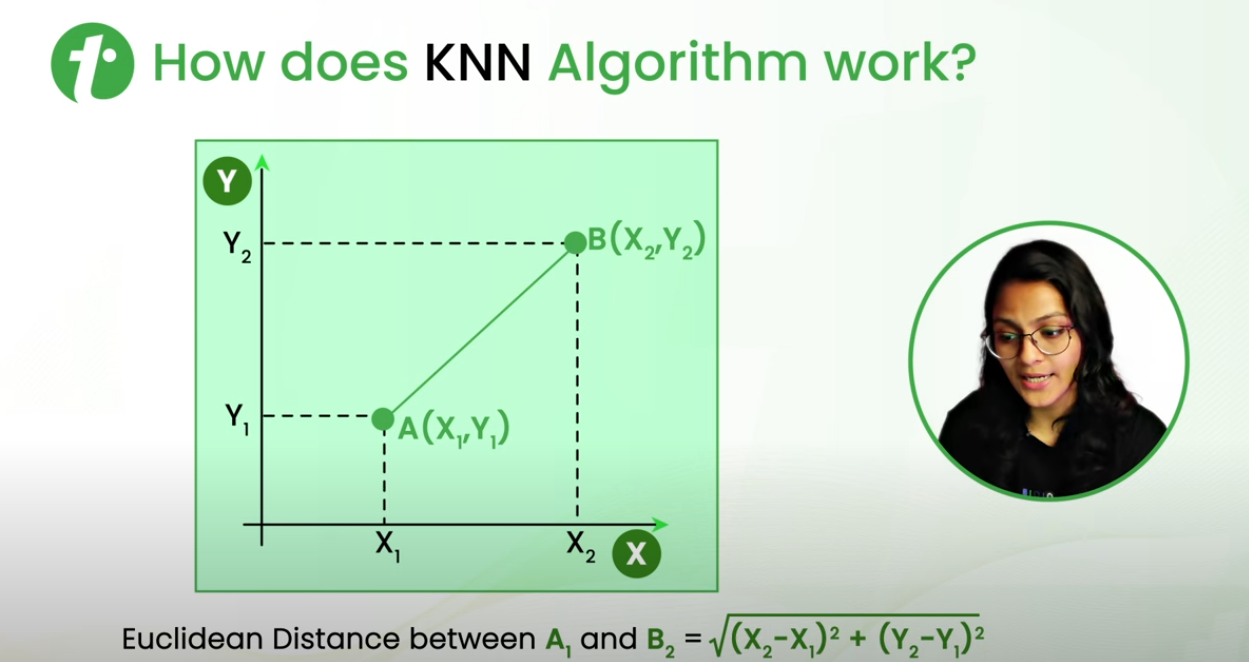 How does KNN Algorithm work?
Y
Y₂
B(X₂,Y₂)
Y₁
A(X₁,Y₁)
X₁
X₂
X
Euclidean Distance between A₁ and B₂ = √(X₂-X₁)² + (Y₂-Y₁)²